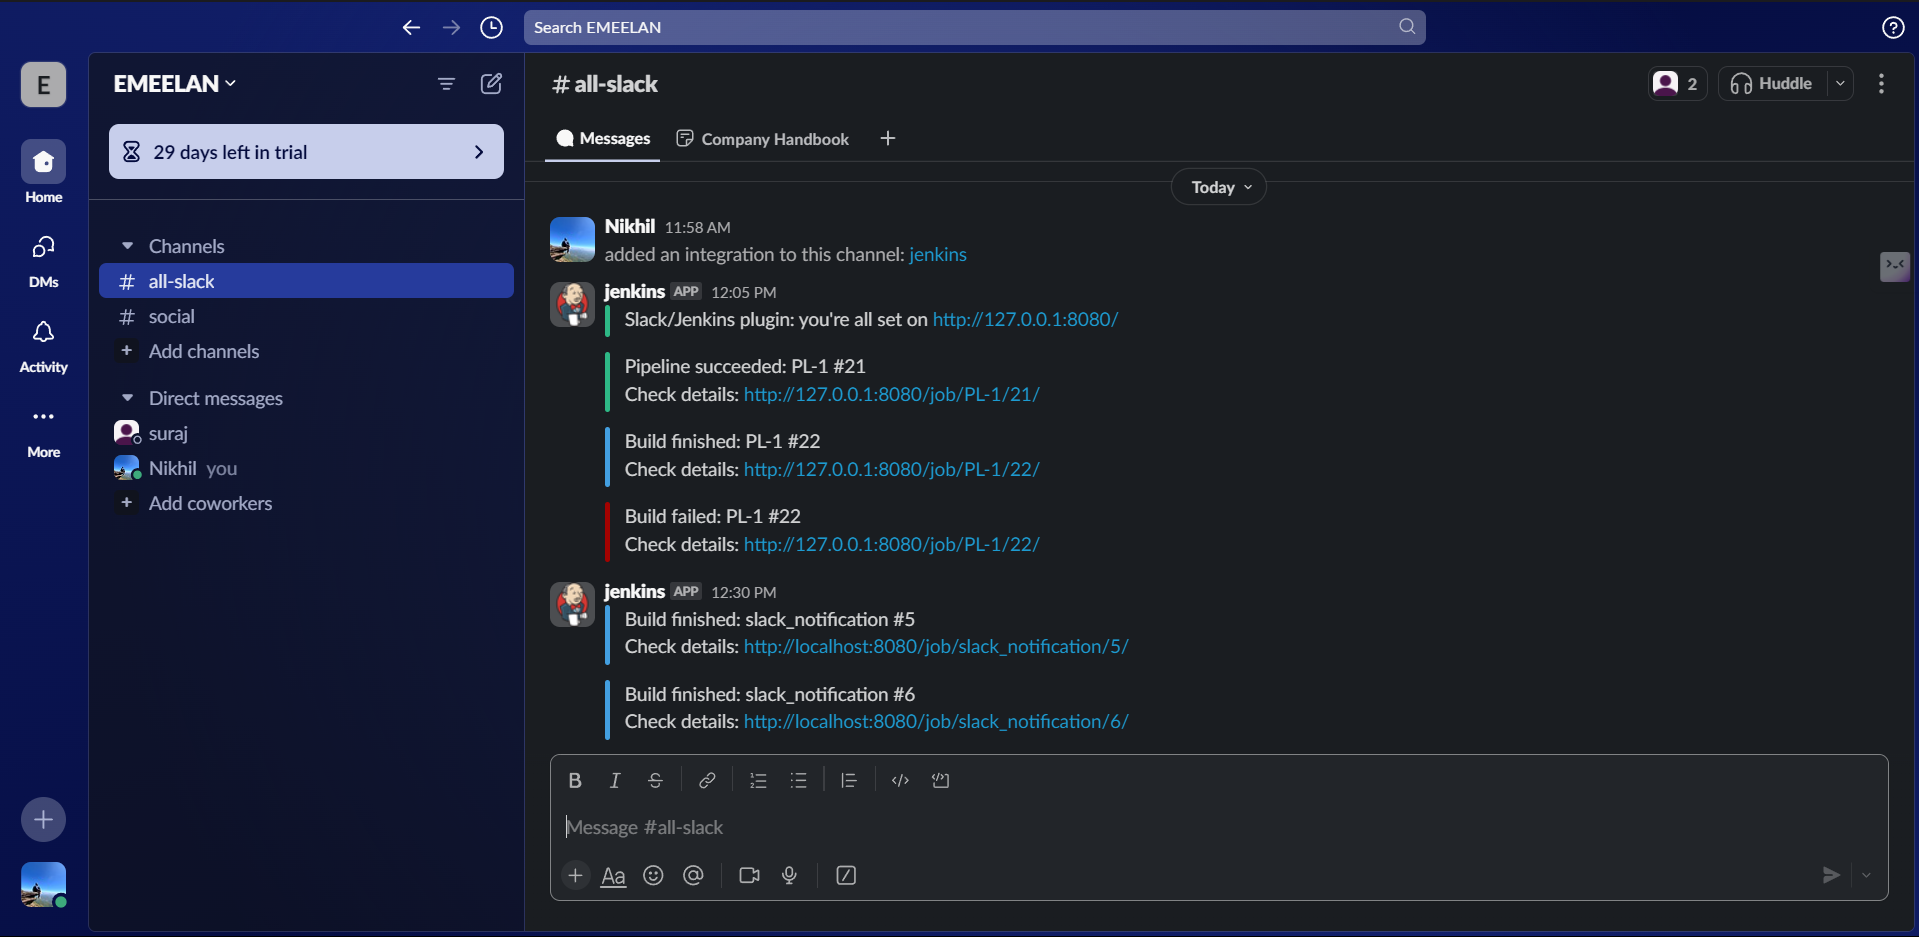 Search EMEELAN
E
EMEELAN
# all-slack
2
Huddle
29 days left in trial
Messages
Company Handbook
Home
DMs
Activity
More
Channels
# all-slack
# social
+ Add channels
Direct messages
suraj
Nikhil you
+ Add coworkers
Today
Nikhil 11:58 AM
added an integration to this channel: jenkins
jenkins APP 12:05 PM
Slack/Jenkins plugin: you're all set on http://127.0.0.1:8080/
Pipeline succeeded: PL-1 #21
Check details: http://127.0.0.1:8080/job/PL-1/21/
Build finished: PL-1 #22
Check details: http://127.0.0.1:8080/job/PL-1/22/
Build failed: PL-1 #22
Check details: http://127.0.0.1:8080/job/PL-1/22/
jenkins APP 12:30 PM
Build finished: slack_notification #5
Check details: http://localhost:8080/job/slack_notification/5/
Build finished: slack_notification #6
Check details: http://localhost:8080/job/slack_notification/6/
B I S
Message #all-slack
+ Aa @